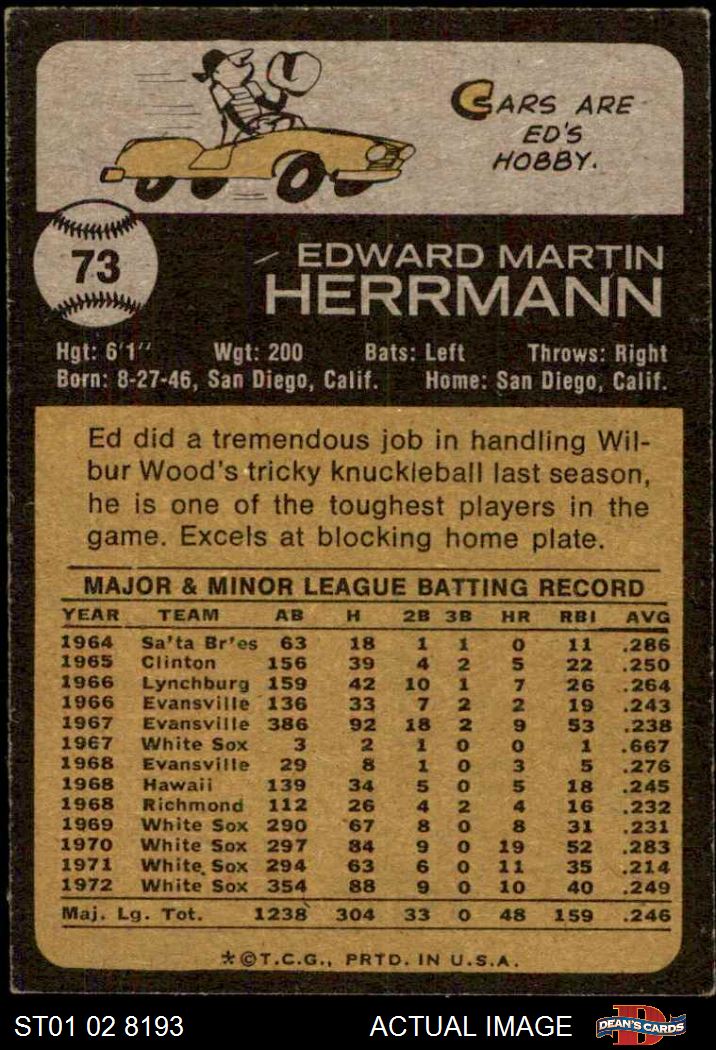 CARS ARE
ED'S
HOBBY.
73
EDWARD MARTIN
HERRMANN
Hgt: 6'1" Wgt: 200 Bats: Left Throws: Right
Born: 8-27-46, San Diego, Calif. Home: San Diego, Calif.
Ed did a tremendous job in handling Wil-
bur Wood's tricky knuckleball last season,
he is one of the toughest players in the
game. Excels at blocking home plate.
MAJOR & MINOR LEAGUE BATTING RECORD
YEAR TEAM AB H 2B 3B HR RBI AVG
1964 Sa'ta Br'es 63 18 1 1 0 11 .286
1965 Clinton 156 39 4 2 5 22 .250
1966 Lynchburg 159 42 10 1 7 26 .264
1966 Evansville 136 33 7 2 2 19 .243
1967 Evansville 386 92 18 2 9 53 .238
1967 White Sox 3 2 1 0 0 1 .667
1968 Evansville 29 8 1 0 3 5 .276
1968 Hawaii 139 34 5 0 5 18 .245
1968 Richmond 112 26 4 2 4 16 .232
1969 White Sox 290 67 8 0 8 31 .231
1970 White Sox 297 84 9 0 19 52 .283
1971 White Sox 294 63 6 0 11 35 .214
1972 White Sox 354 88 9 0 10 40 .249
Maj. Lg. Tot. 1238 304 33 0 48 159 .246
*©T.C.G., PRTD. IN U.S.A.
ST01 02 8193 ACTUAL IMAGE D DEAN'S CARDS